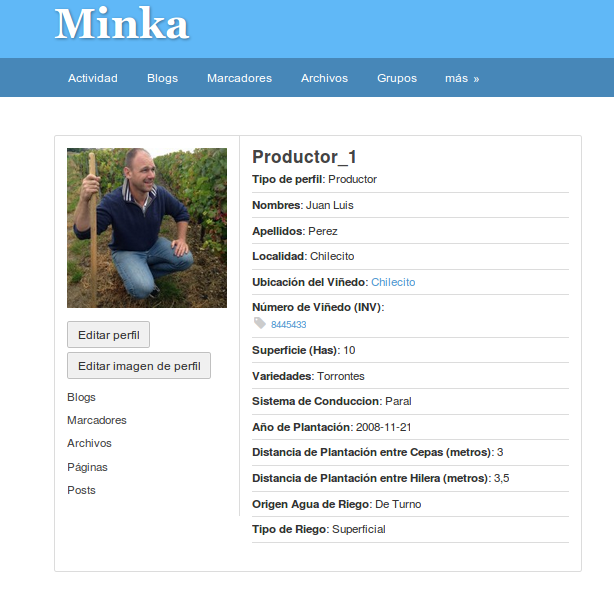 Minka
Actividad Blogs Marcadores Archivos Grupos más »
Productor_1
Tipo de perfil: Productor
Nombres: Juan Luis
Apellidos: Perez
Localidad: Chilecito
Ubicación del Viñedo: Chilecito
Número de Viñedo (INV):
8445433
Superficie (Has): 10
Variedades: Torrontes
Sistema de Conduccion: Paral
Año de Plantación: 2008-11-21
Distancia de Plantación entre Cepas (metros): 3
Distancia de Plantación entre Hilera (metros): 3,5
Origen Agua de Riego: De Turno
Tipo de Riego: Superficial
Editar perfil
Editar imagen de perfil
Blogs
Marcadores
Archivos
Páginas
Posts